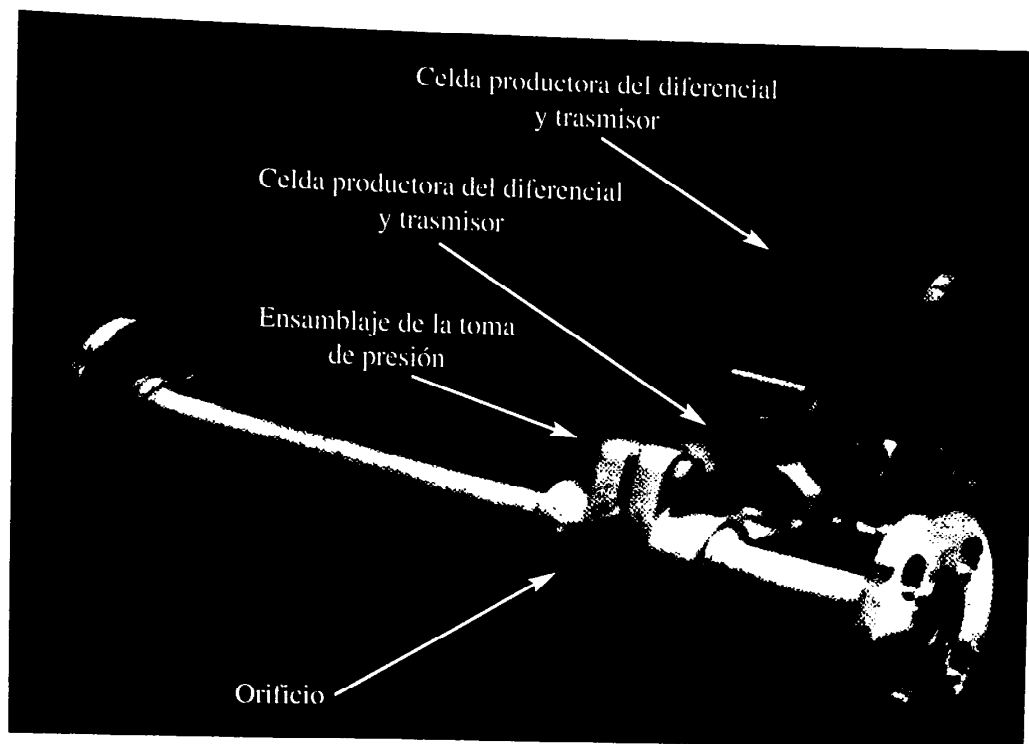 Celda productora del diferencial
y trasmisor
Celda productora del diferencial
y trasmisor
Ensamblaje de la toma
de presión
Orificio